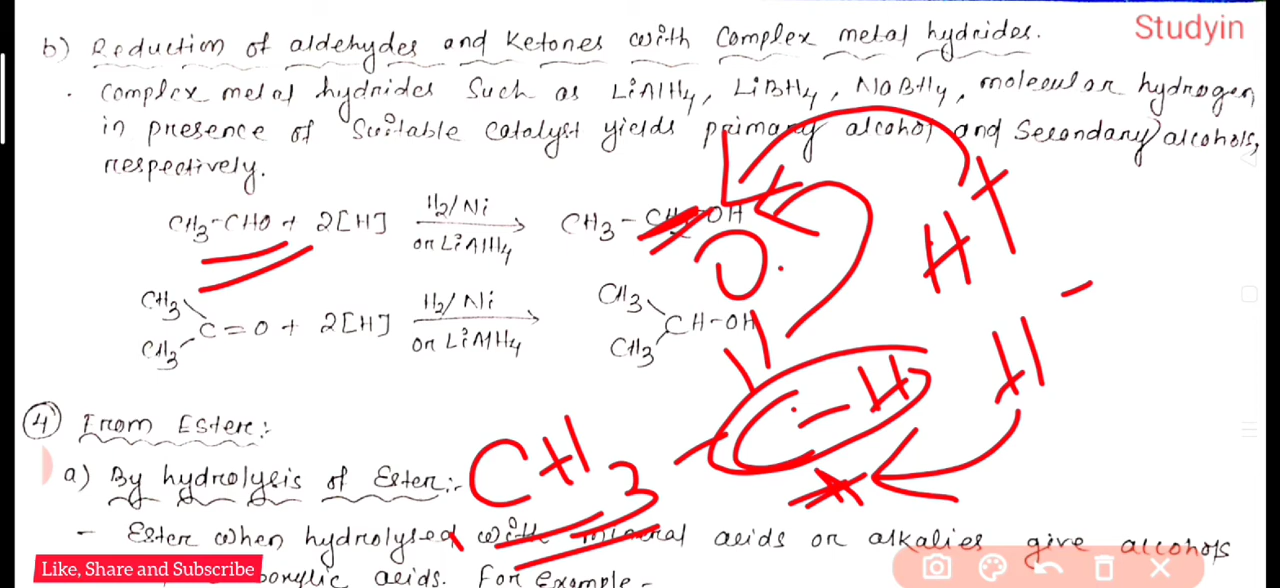 Studyin
b) Reduction of aldehydes and Ketones with Complex metal hydrides.
. Complex metal hydrides Such as LiAlH4, LiBH4, NaBH4, molecular hydrogen
in presence of Suitable Catalyst yields primary alcohol and Secondary alcohols,
respectively.
CH3-CHO + 2[H] H2/Ni or LiAlH4 → CH3-CH2-OH
CH3 CH3 C=O + 2[H] H2/Ni or LiAlH4 → CH3 CH3 CH-OH
O
H+
H-
C-H
CH3
④ From Ester:
a) By hydrolysis of Ester:-
- Ester when hydrolysed with mineral acids or alkalies give alcohols
acids. For Example-
Like, Share and Subscribe